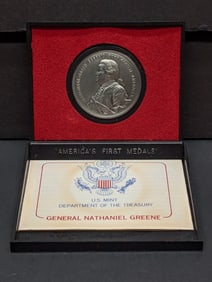 "AMERICA'S FIRST MEDALS"
U.S. MINT
DEPARTMENT OF THE TREASURY
GENERAL NATHANIEL GREENE